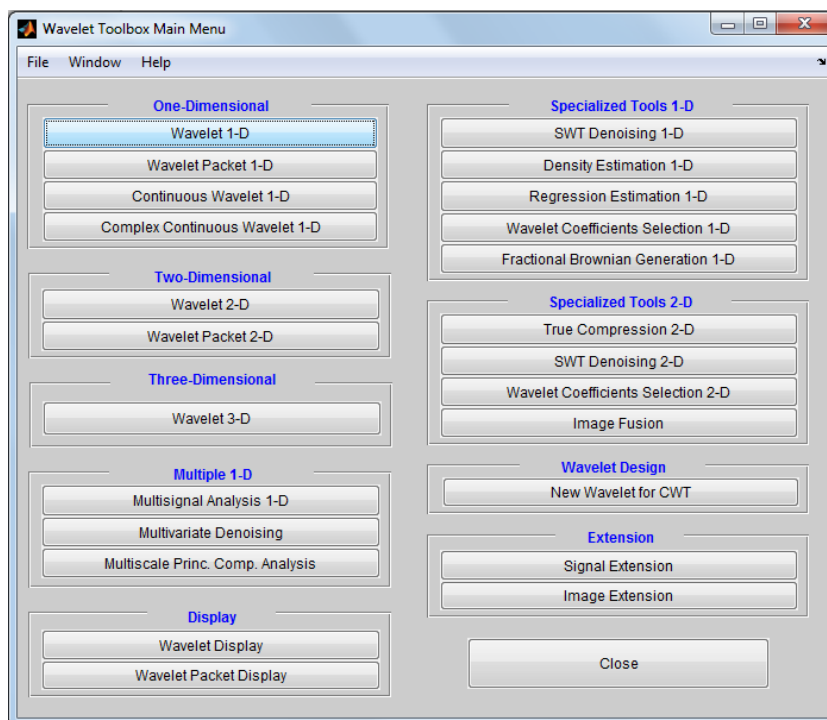 Wavelet Toolbox Main Menu
File Window Help
One-Dimensional
Wavelet 1-D
Wavelet Packet 1-D
Continuous Wavelet 1-D
Complex Continuous Wavelet 1-D
Two-Dimensional
Wavelet 2-D
Wavelet Packet 2-D
Three-Dimensional
Wavelet 3-D
Multiple 1-D
Multisignal Analysis 1-D
Multivariate Denoising
Multiscale Princ. Comp. Analysis
Display
Wavelet Display
Wavelet Packet Display
Specialized Tools 1-D
SWT Denoising 1-D
Density Estimation 1-D
Regression Estimation 1-D
Wavelet Coefficients Selection 1-D
Fractional Brownian Generation 1-D
Specialized Tools 2-D
True Compression 2-D
SWT Denoising 2-D
Wavelet Coefficients Selection 2-D
Image Fusion
Wavelet Design
New Wavelet for CWT
Extension
Signal Extension
Image Extension
Close